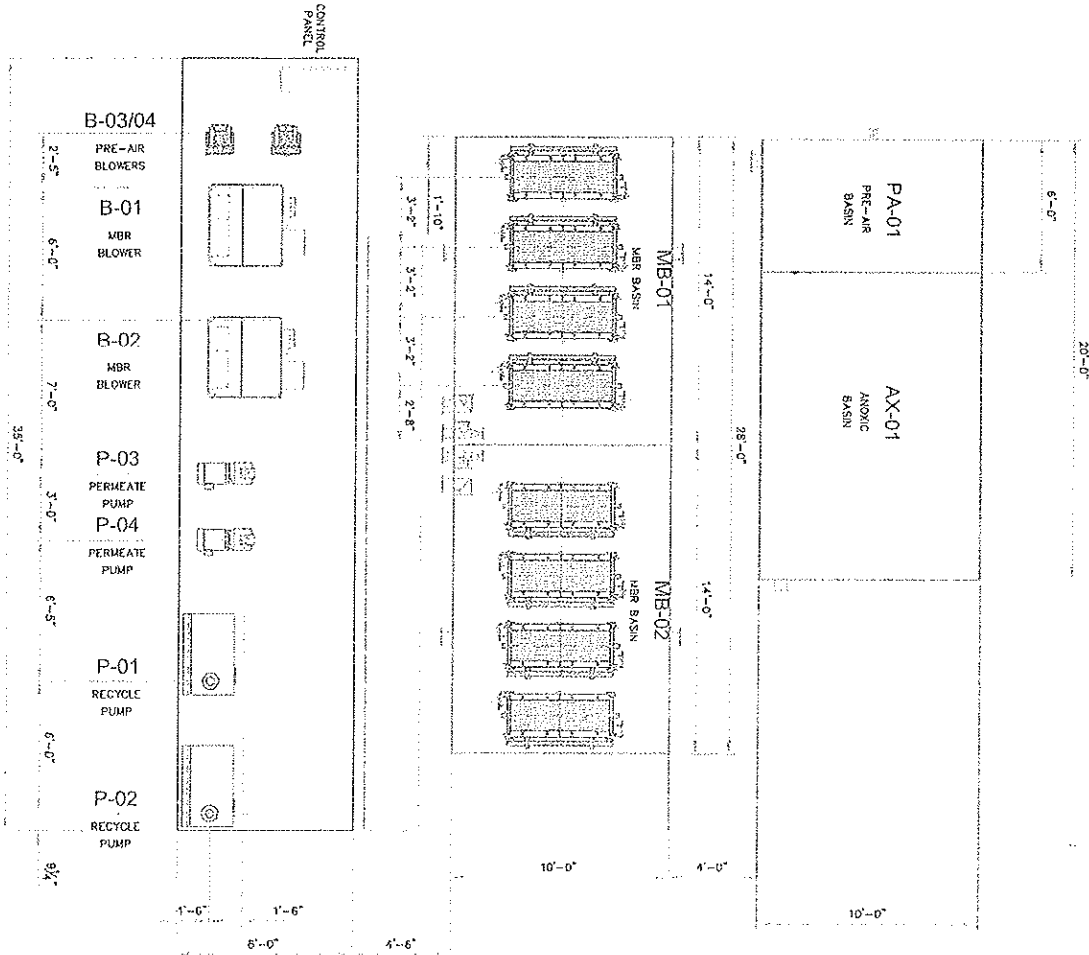 CONTROL
PANEL
B-03/04
PRE-AIR
BLOWERS
B-01
MBR
BLOWER
B-02
MBR
BLOWER
P-03
PERMEATE
PUMP
P-04
PERMEATE
PUMP
P-01
RECYCLE
PUMP
P-02
RECYCLE
PUMP
35'-0"
2'-5"
6'-0"
7'-0"
3'-0"
6'-5"
6'-0"
9¼"
1'-6"
1'-6"
8'-0"
4'-6"
1'-10"
3'-2"
3'-2"
3'-2"
2'-8"
MB-01
MBR BASIN
14'-0"
MB-02
MBR BASIN
14'-0"
28'-0"
10'-0"
4'-0"
10'-0"
PA-01
PRE-AIR
BASIN
AX-01
ANOXIC
BASIN
6'-0"
20'-0"